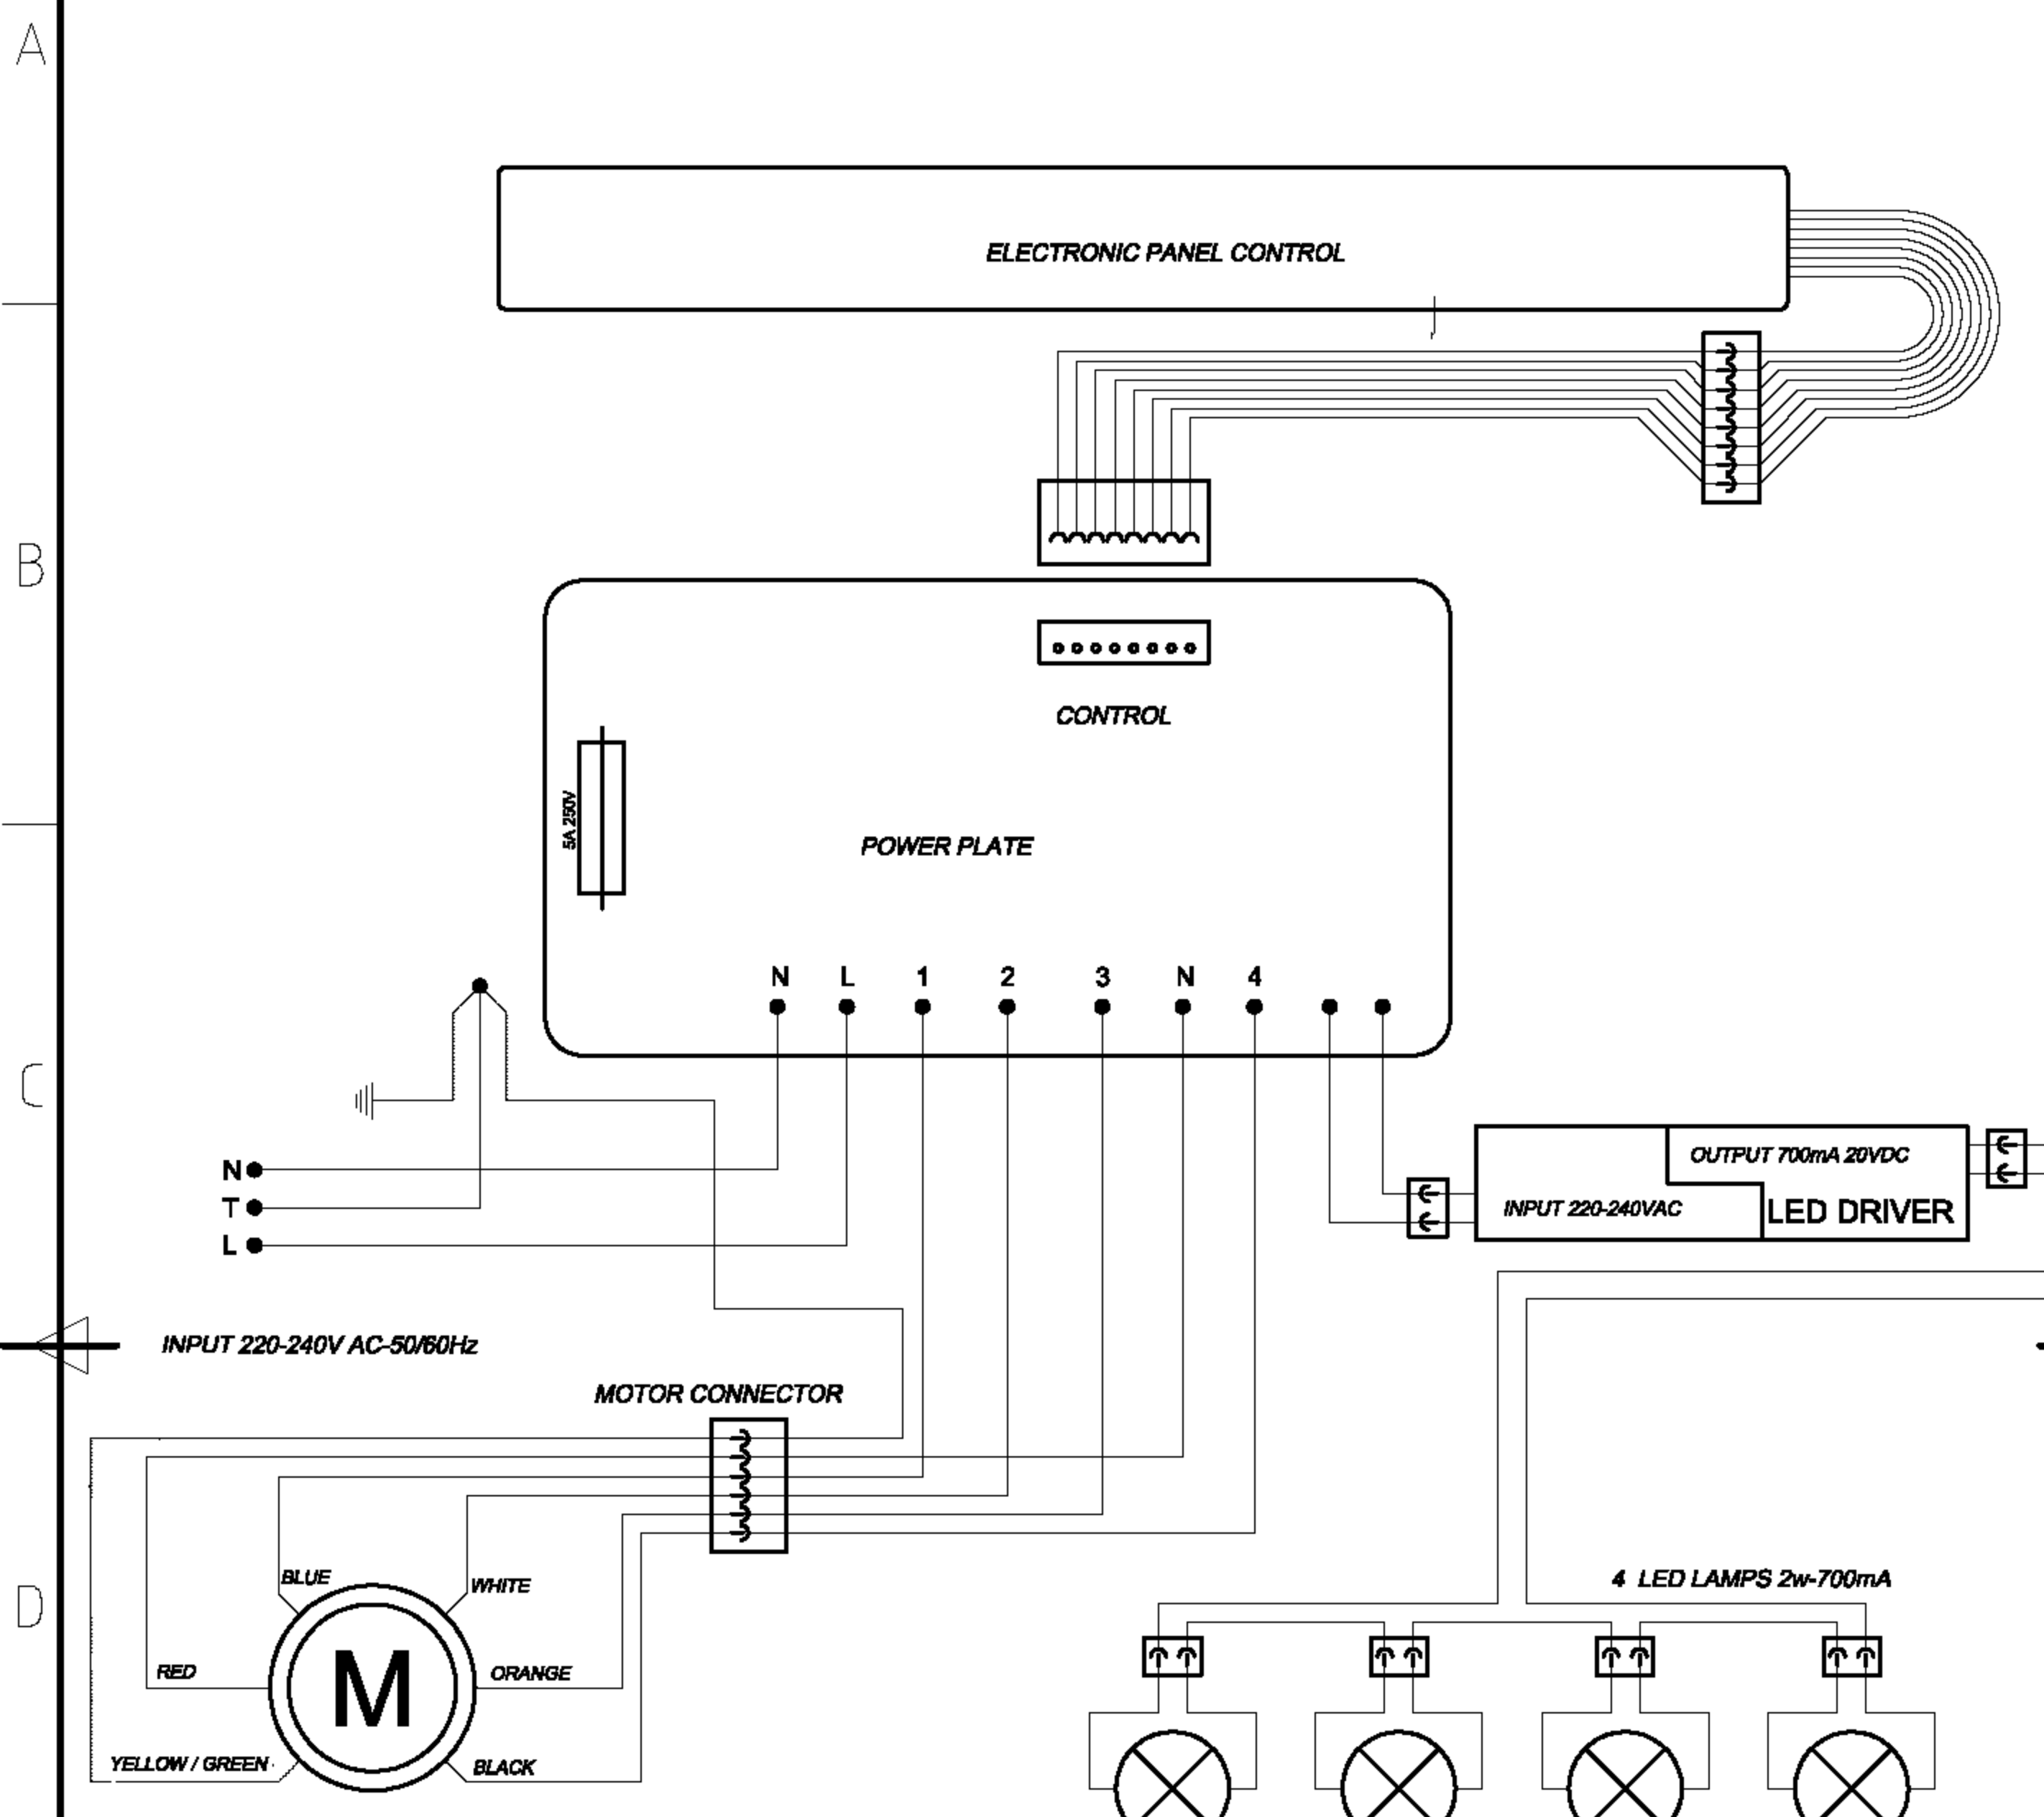 A
ELECTRONIC PANEL CONTROL
B
CONTROL
5A 250V
POWER PLATE
N L 1 2 3 N 4
C
OUTPUT 700mA 20VDC
N
T
INPUT 220-240VAC
LED DRIVER
L
INPUT 220-240V AC-50/60Hz
MOTOR CONNECTOR
4 LED LAMPS 2w-700mA
D
BLUE
WHITE
RED
ORANGE
M
YELLOW / GREEN
BLACK